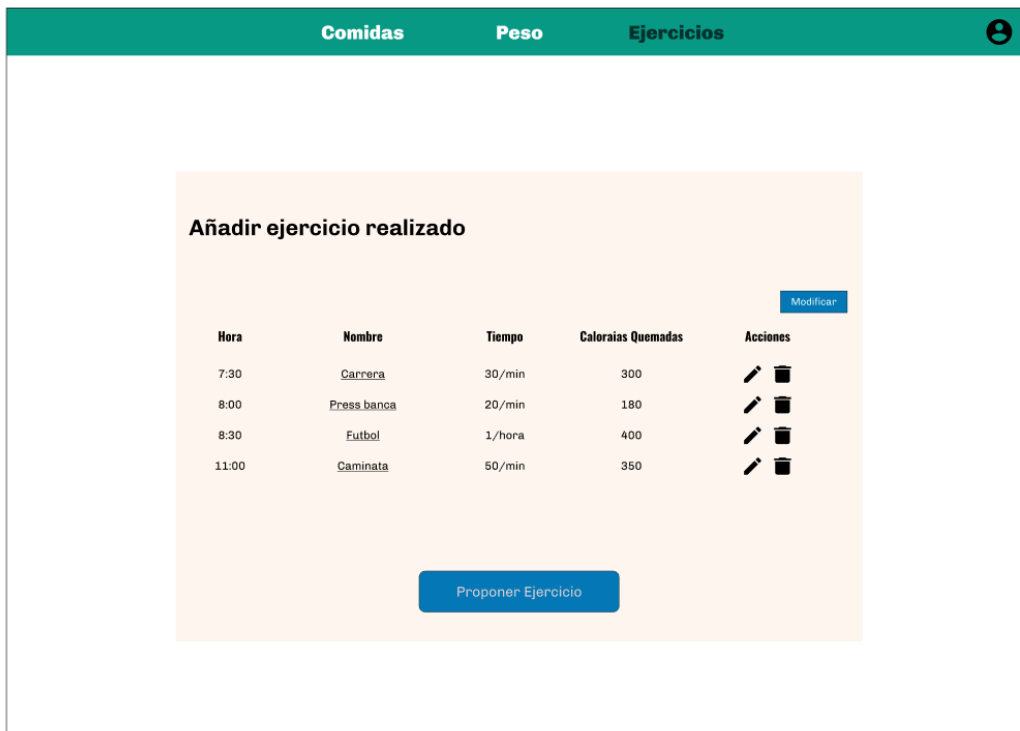 Comidas Peso Ejercicios
Añadir ejercicio realizado
Modificar
Hora Nombre Tiempo Caloraias Quemadas Acciones
7:30 Carrera 30/min 300
8:00 Press banca 20/min 180
8:30 Futbol 1/hora 400
11:00 Caminata 50/min 350
Proponer Ejercicio